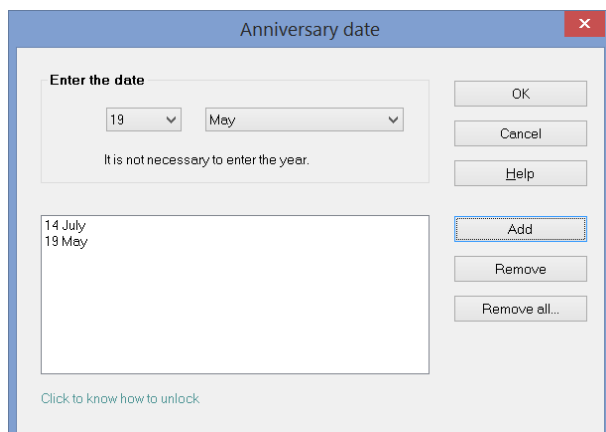 Anniversary date
Enter the date
19 May
It is not necessary to enter the year.
OK
Cancel
Help
14 July
19 May
Add
Remove
Remove all...
Click to know how to unlock